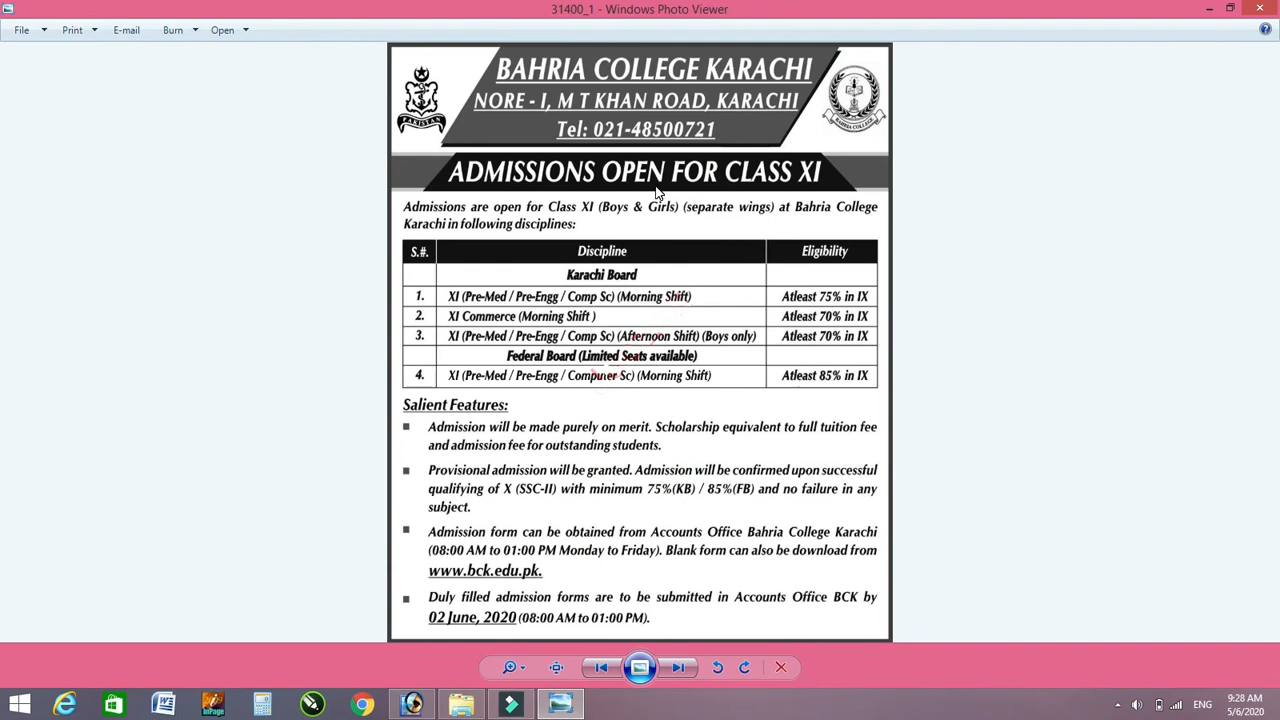 31400_1 - Windows Photo Viewer
File Print E-mail Burn Open
BAHRIA COLLEGE KARACHI
NORE - I, M T KHAN ROAD, KARACHI
Tel: 021-48500721
PAKISTAN
BAHRIA COLLEGE
ADMISSIONS OPEN FOR CLASS XI
Admissions are open for Class XI (Boys & Girls) (separate wings) at Bahria College
Karachi in following disciplines:
S.#. Discipline Eligibility
Karachi Board
1. XI (Pre-Med / Pre-Engg / Comp Sc) (Morning Shift) Atleast 75% in IX
2. XI Commerce (Morning Shift ) Atleast 70% in IX
3. XI (Pre-Med / Pre-Engg / Comp Sc) (Afternoon Shift) (Boys only) Atleast 70% in IX
Federal Board (Limited Seats available)
4. XI (Pre-Med / Pre-Engg / Computer Sc) (Morning Shift) Atleast 85% in IX
Salient Features:
Admission will be made purely on merit. Scholarship equivalent to full tuition fee
and admission fee for outstanding students.
Provisional admission will be granted. Admission will be confirmed upon successful
qualifying of X (SSC-II) with minimum 75%(KB) / 85%(FB) and no failure in any
subject.
Admission form can be obtained from Accounts Office Bahria College Karachi
(08:00 AM to 01:00 PM Monday to Friday). Blank form can also be download from
www.bck.edu.pk.
Duly filled admission forms are to be submitted in Accounts Office BCK by
02 June, 2020 (08:00 AM to 01:00 PM).
InPage
ENG
9:28 AM
5/6/2020